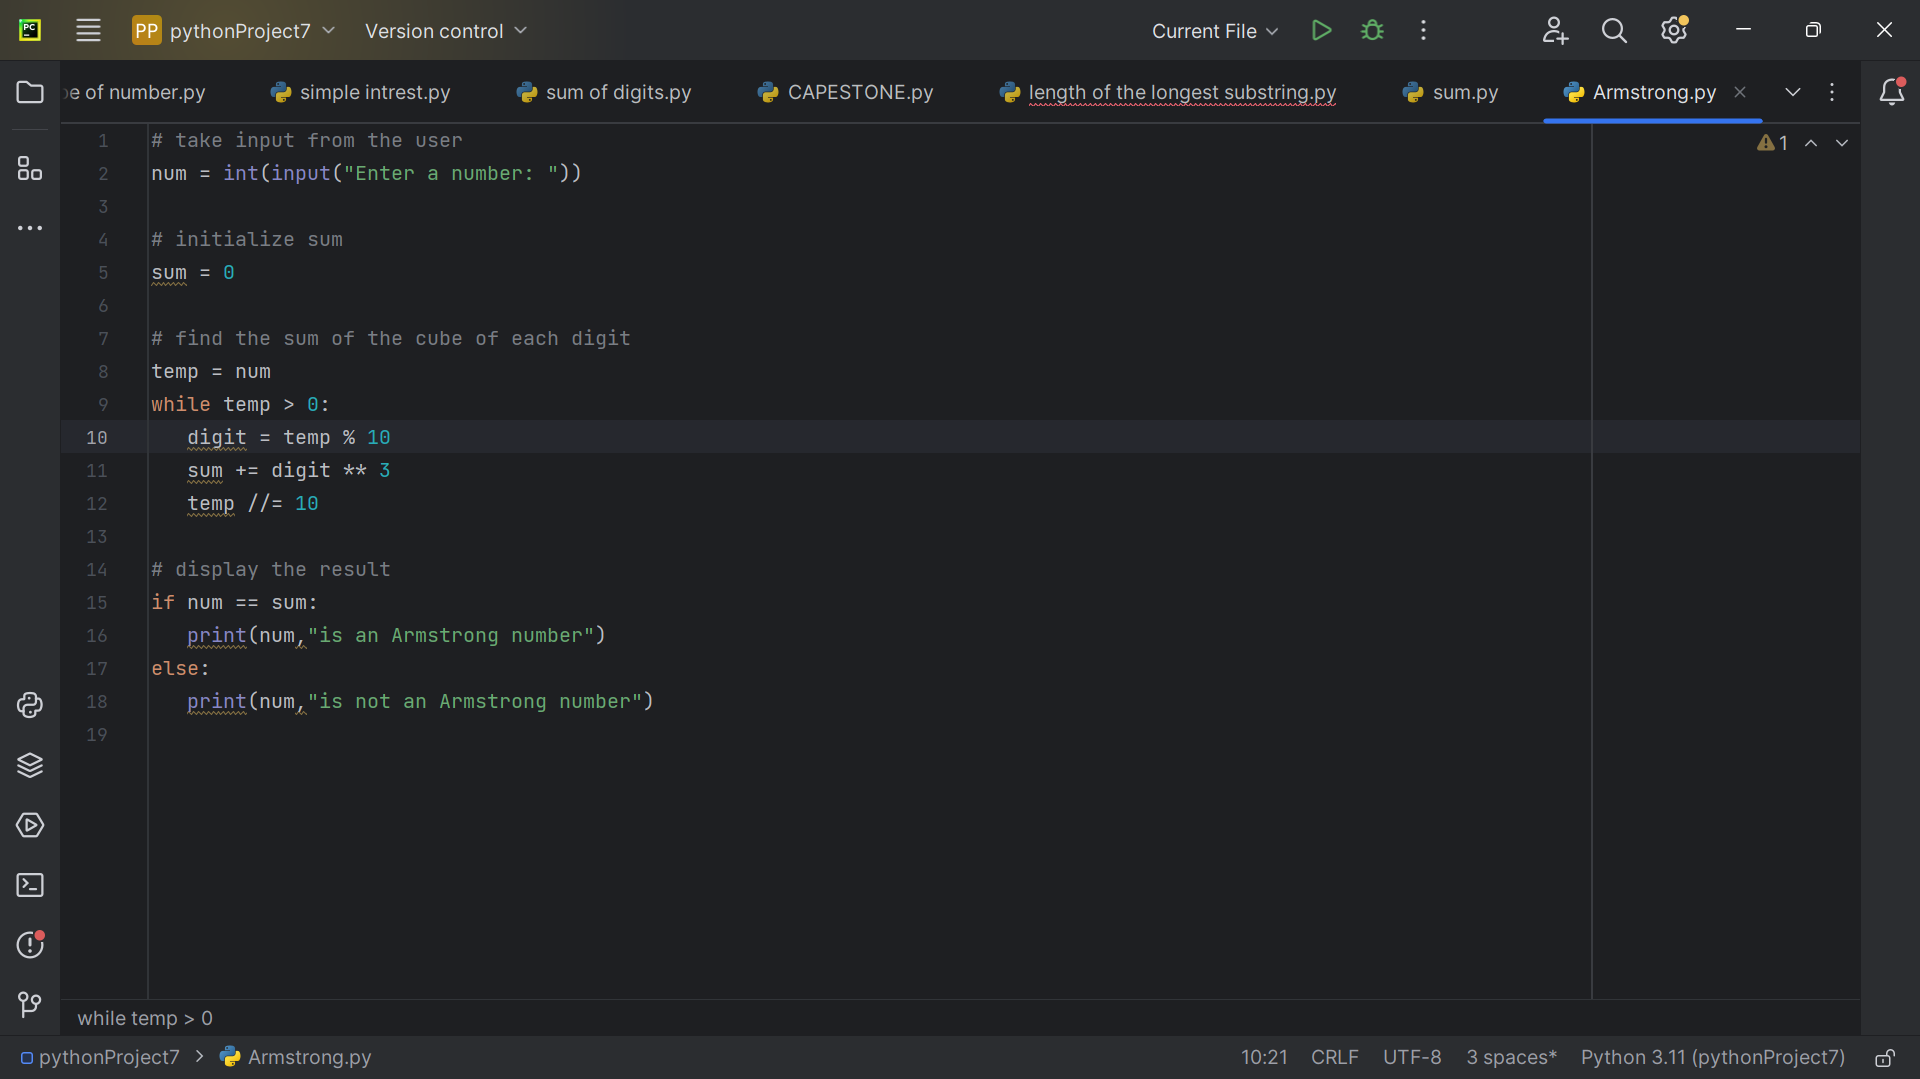 PC
PP pythonProject7 Version control Current File
e of number.py simple intrest.py sum of digits.py CAPESTONE.py length of the longest substring.py sum.py Armstrong.py
1 # take input from the user
2 num = int(input("Enter a number: "))
3
4 # initialize sum
5 sum = 0
6
7 # find the sum of the cube of each digit
8 temp = num
9 while temp > 0:
10 digit = temp % 10
11 sum += digit ** 3
12 temp //= 10
13
14 # display the result
15 if num == sum:
16 print(num,"is an Armstrong number")
17 else:
18 print(num,"is not an Armstrong number")
19
1
while temp > 0
pythonProject7 > Armstrong.py 10:21 CRLF UTF-8 3 spaces* Python 3.11 (pythonProject7)